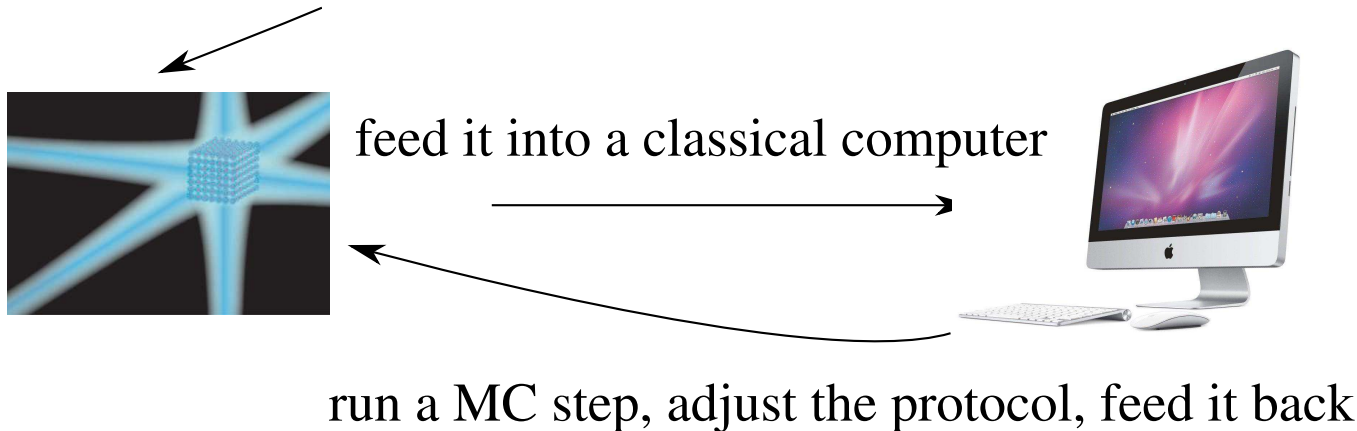 feed it into a classical computer
run a MC step, adjust the protocol, feed it back